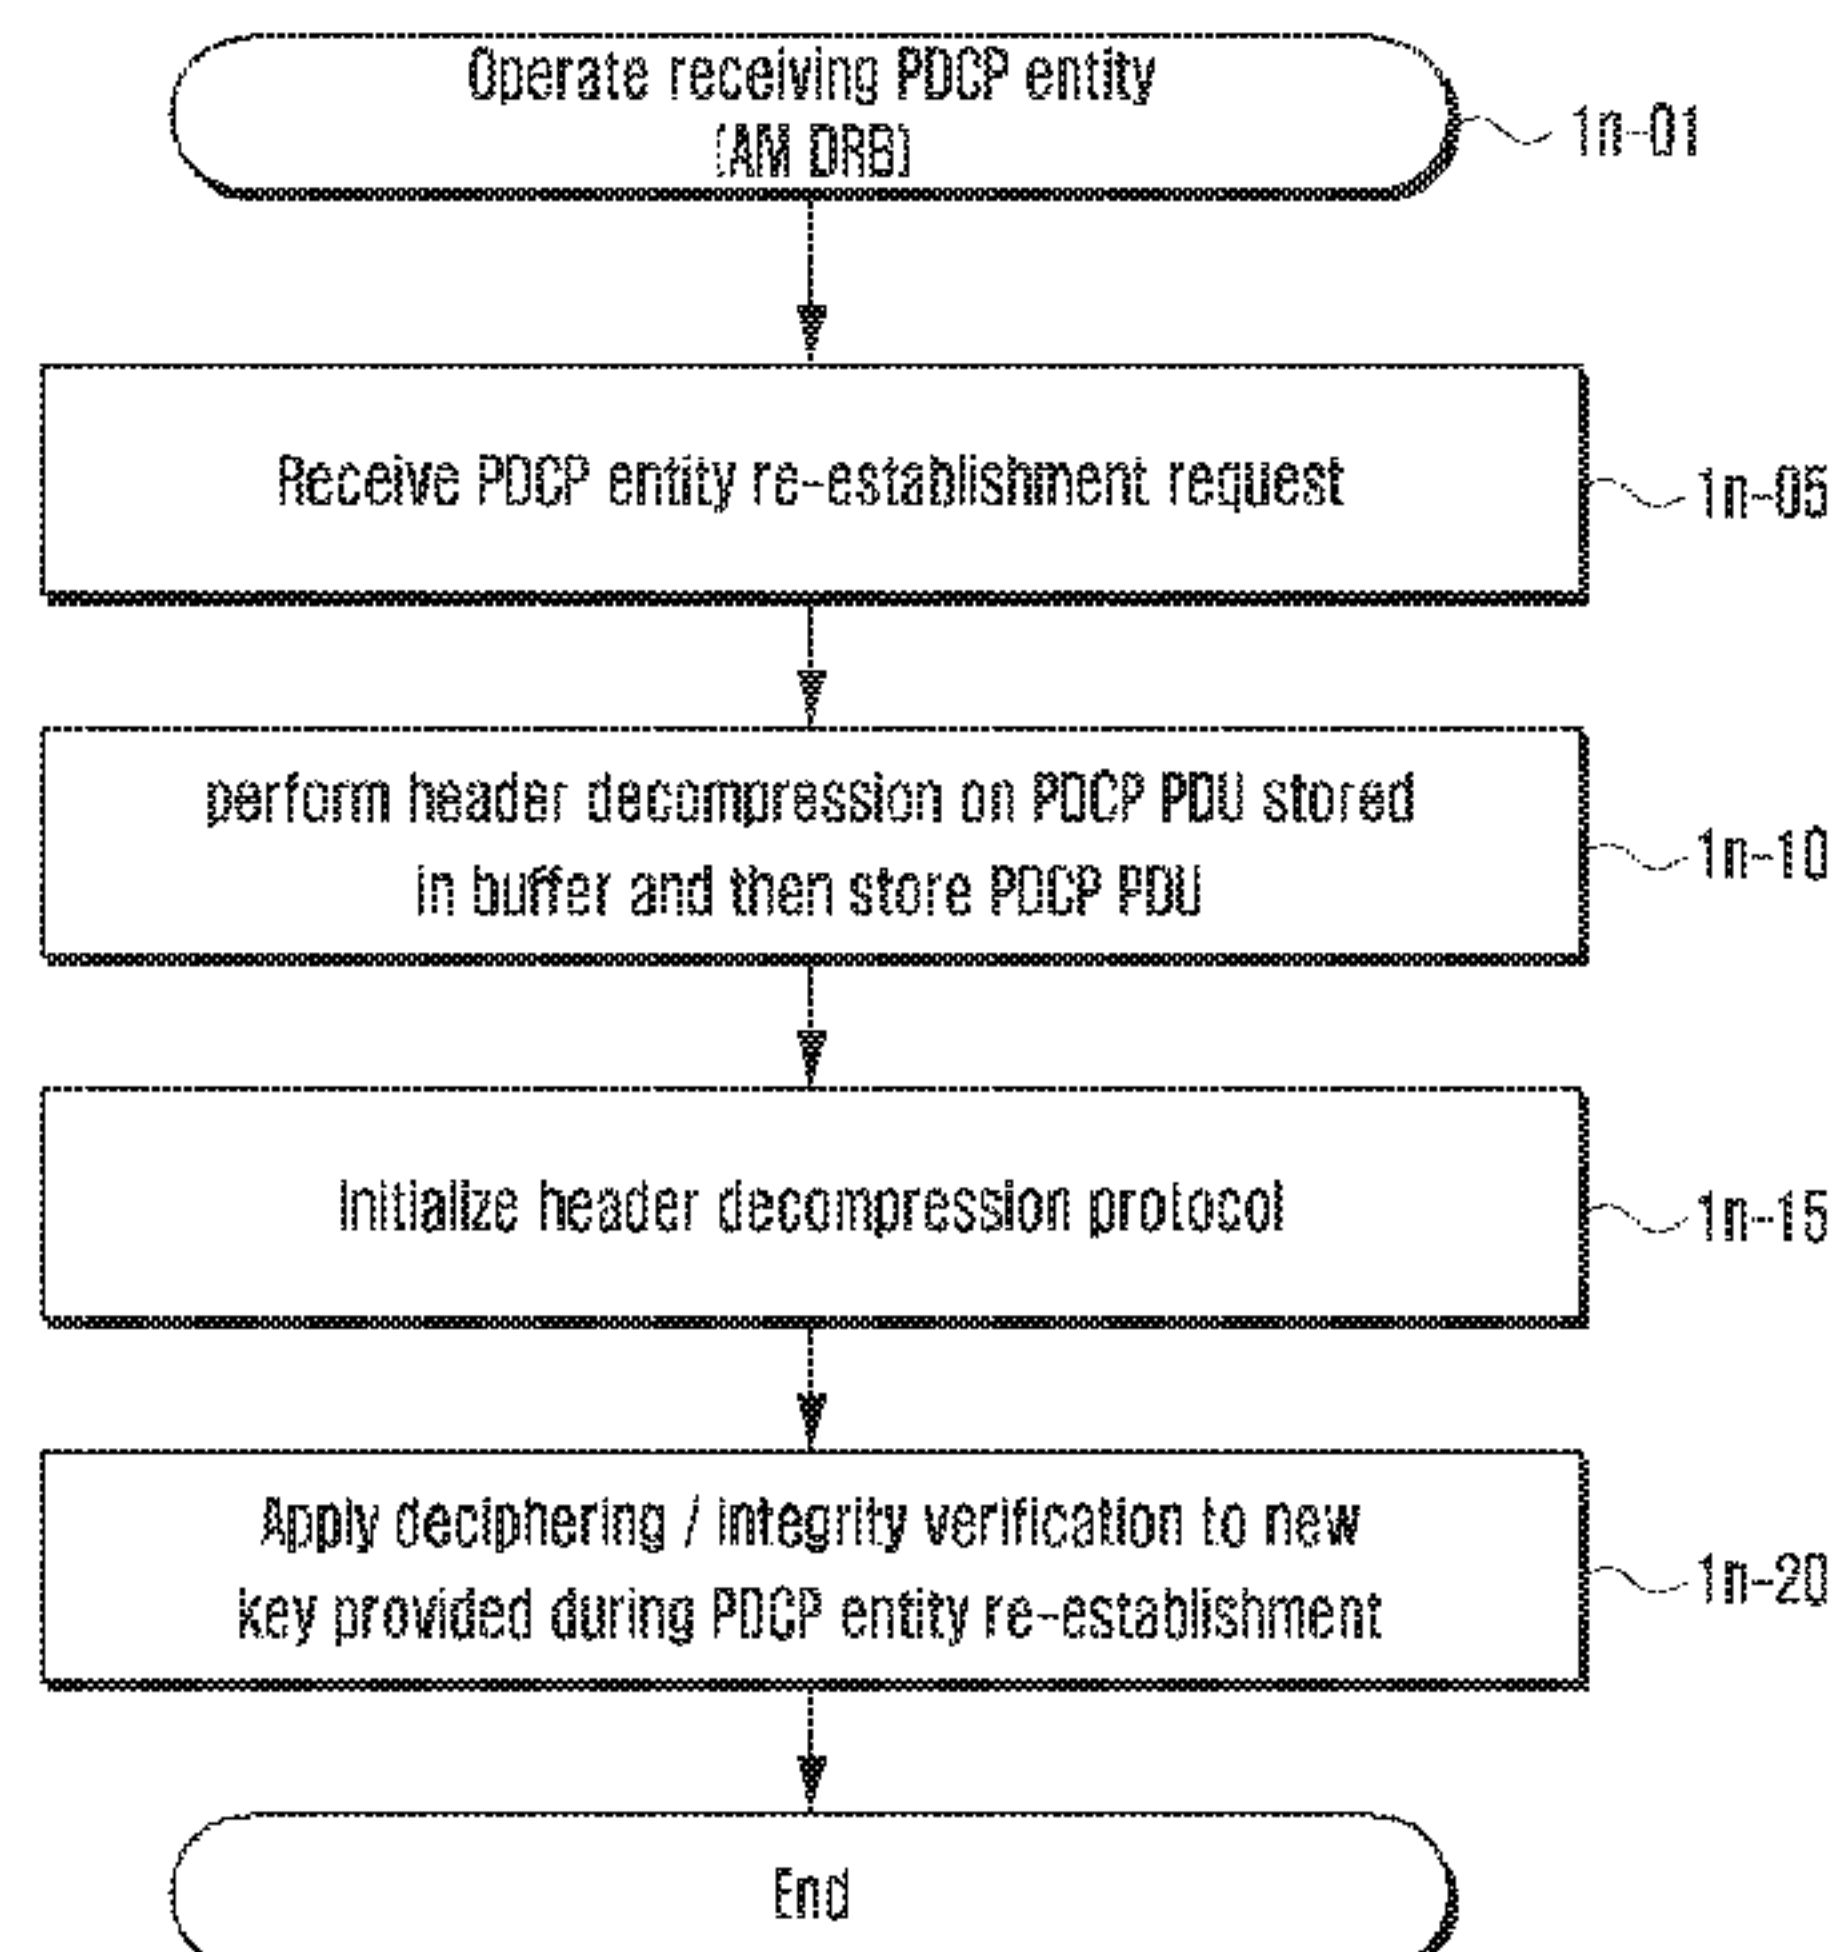 Operate receiving PDCP entity
(AM DRB)
1n-01
Receive PDCP entity re-establishment request
1n-05
perform header decompression on PDCP PDU stored
in buffer and then store PDCP PDU
1n-10
Initialize header decompression protocol
1n-15
Apply deciphering / integrity verification to new
key provided during PDCP entity re-establishment
1n-20
End